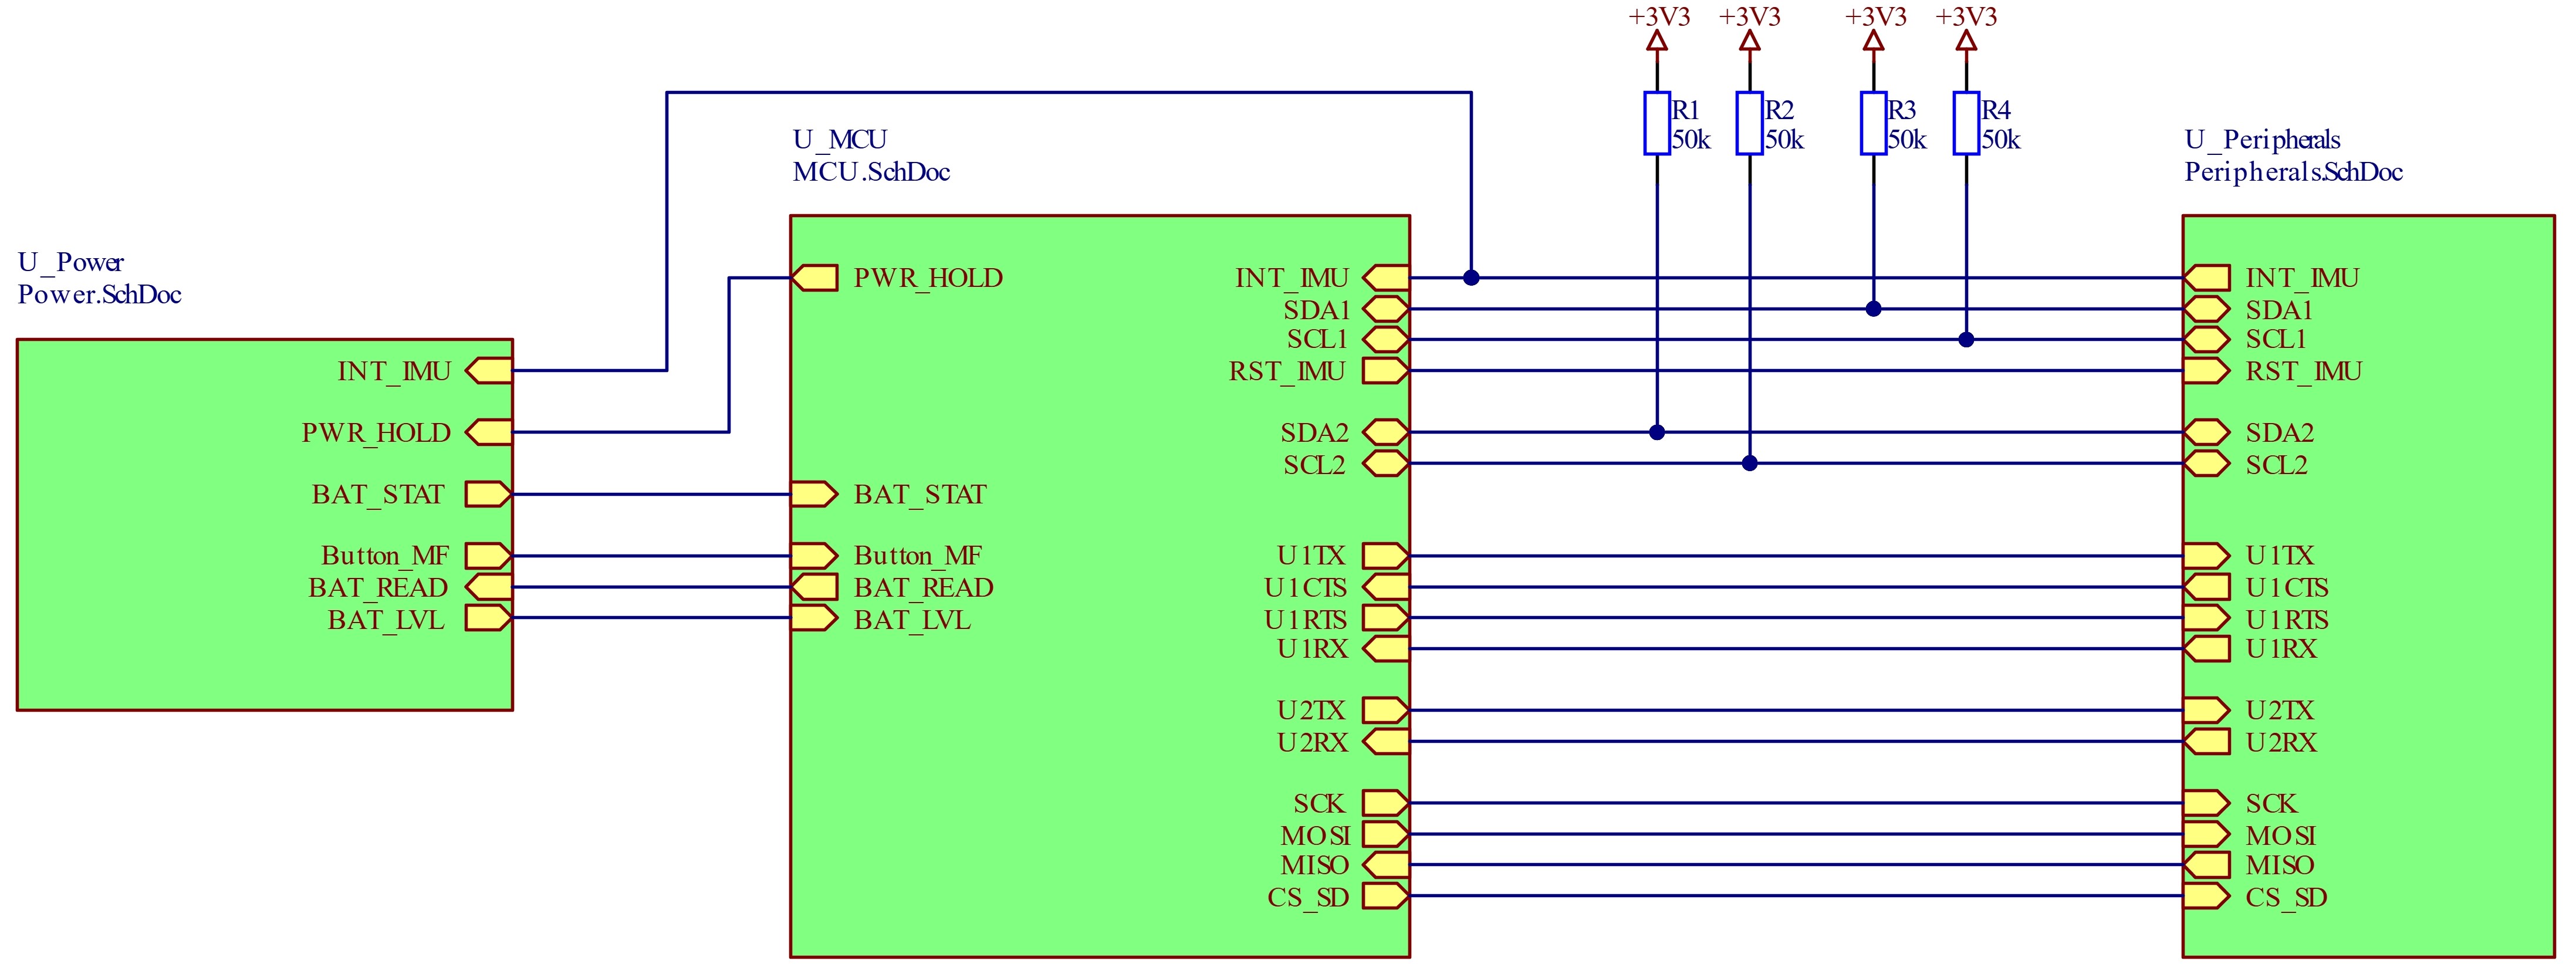 +3V3
+3V3
+3V3
+3V3
R1
50k
R2
50k
R3
50k
R4
50k
U_Power
Power.SchDoc
INT_IMU
PWR_HOLD
BAT_STAT
Button_MF
BAT_READ
BAT_LVL
U_MCU
MCU.SchDoc
PWR_HOLD
BAT_STAT
Button_MF
BAT_READ
BAT_LVL
INT_IMU
SDA1
SCL1
RST_IMU
SDA2
SCL2
U1TX
U1CTS
U1RTS
U1RX
U2TX
U2RX
SCK
MOSI
MISO
CS_SD
U_Peripherals
Peripherals.SchDoc
INT_IMU
SDA1
SCL1
RST_IMU
SDA2
SCL2
U1TX
U1CTS
U1RTS
U1RX
U2TX
U2RX
SCK
MOSI
MISO
CS_SD